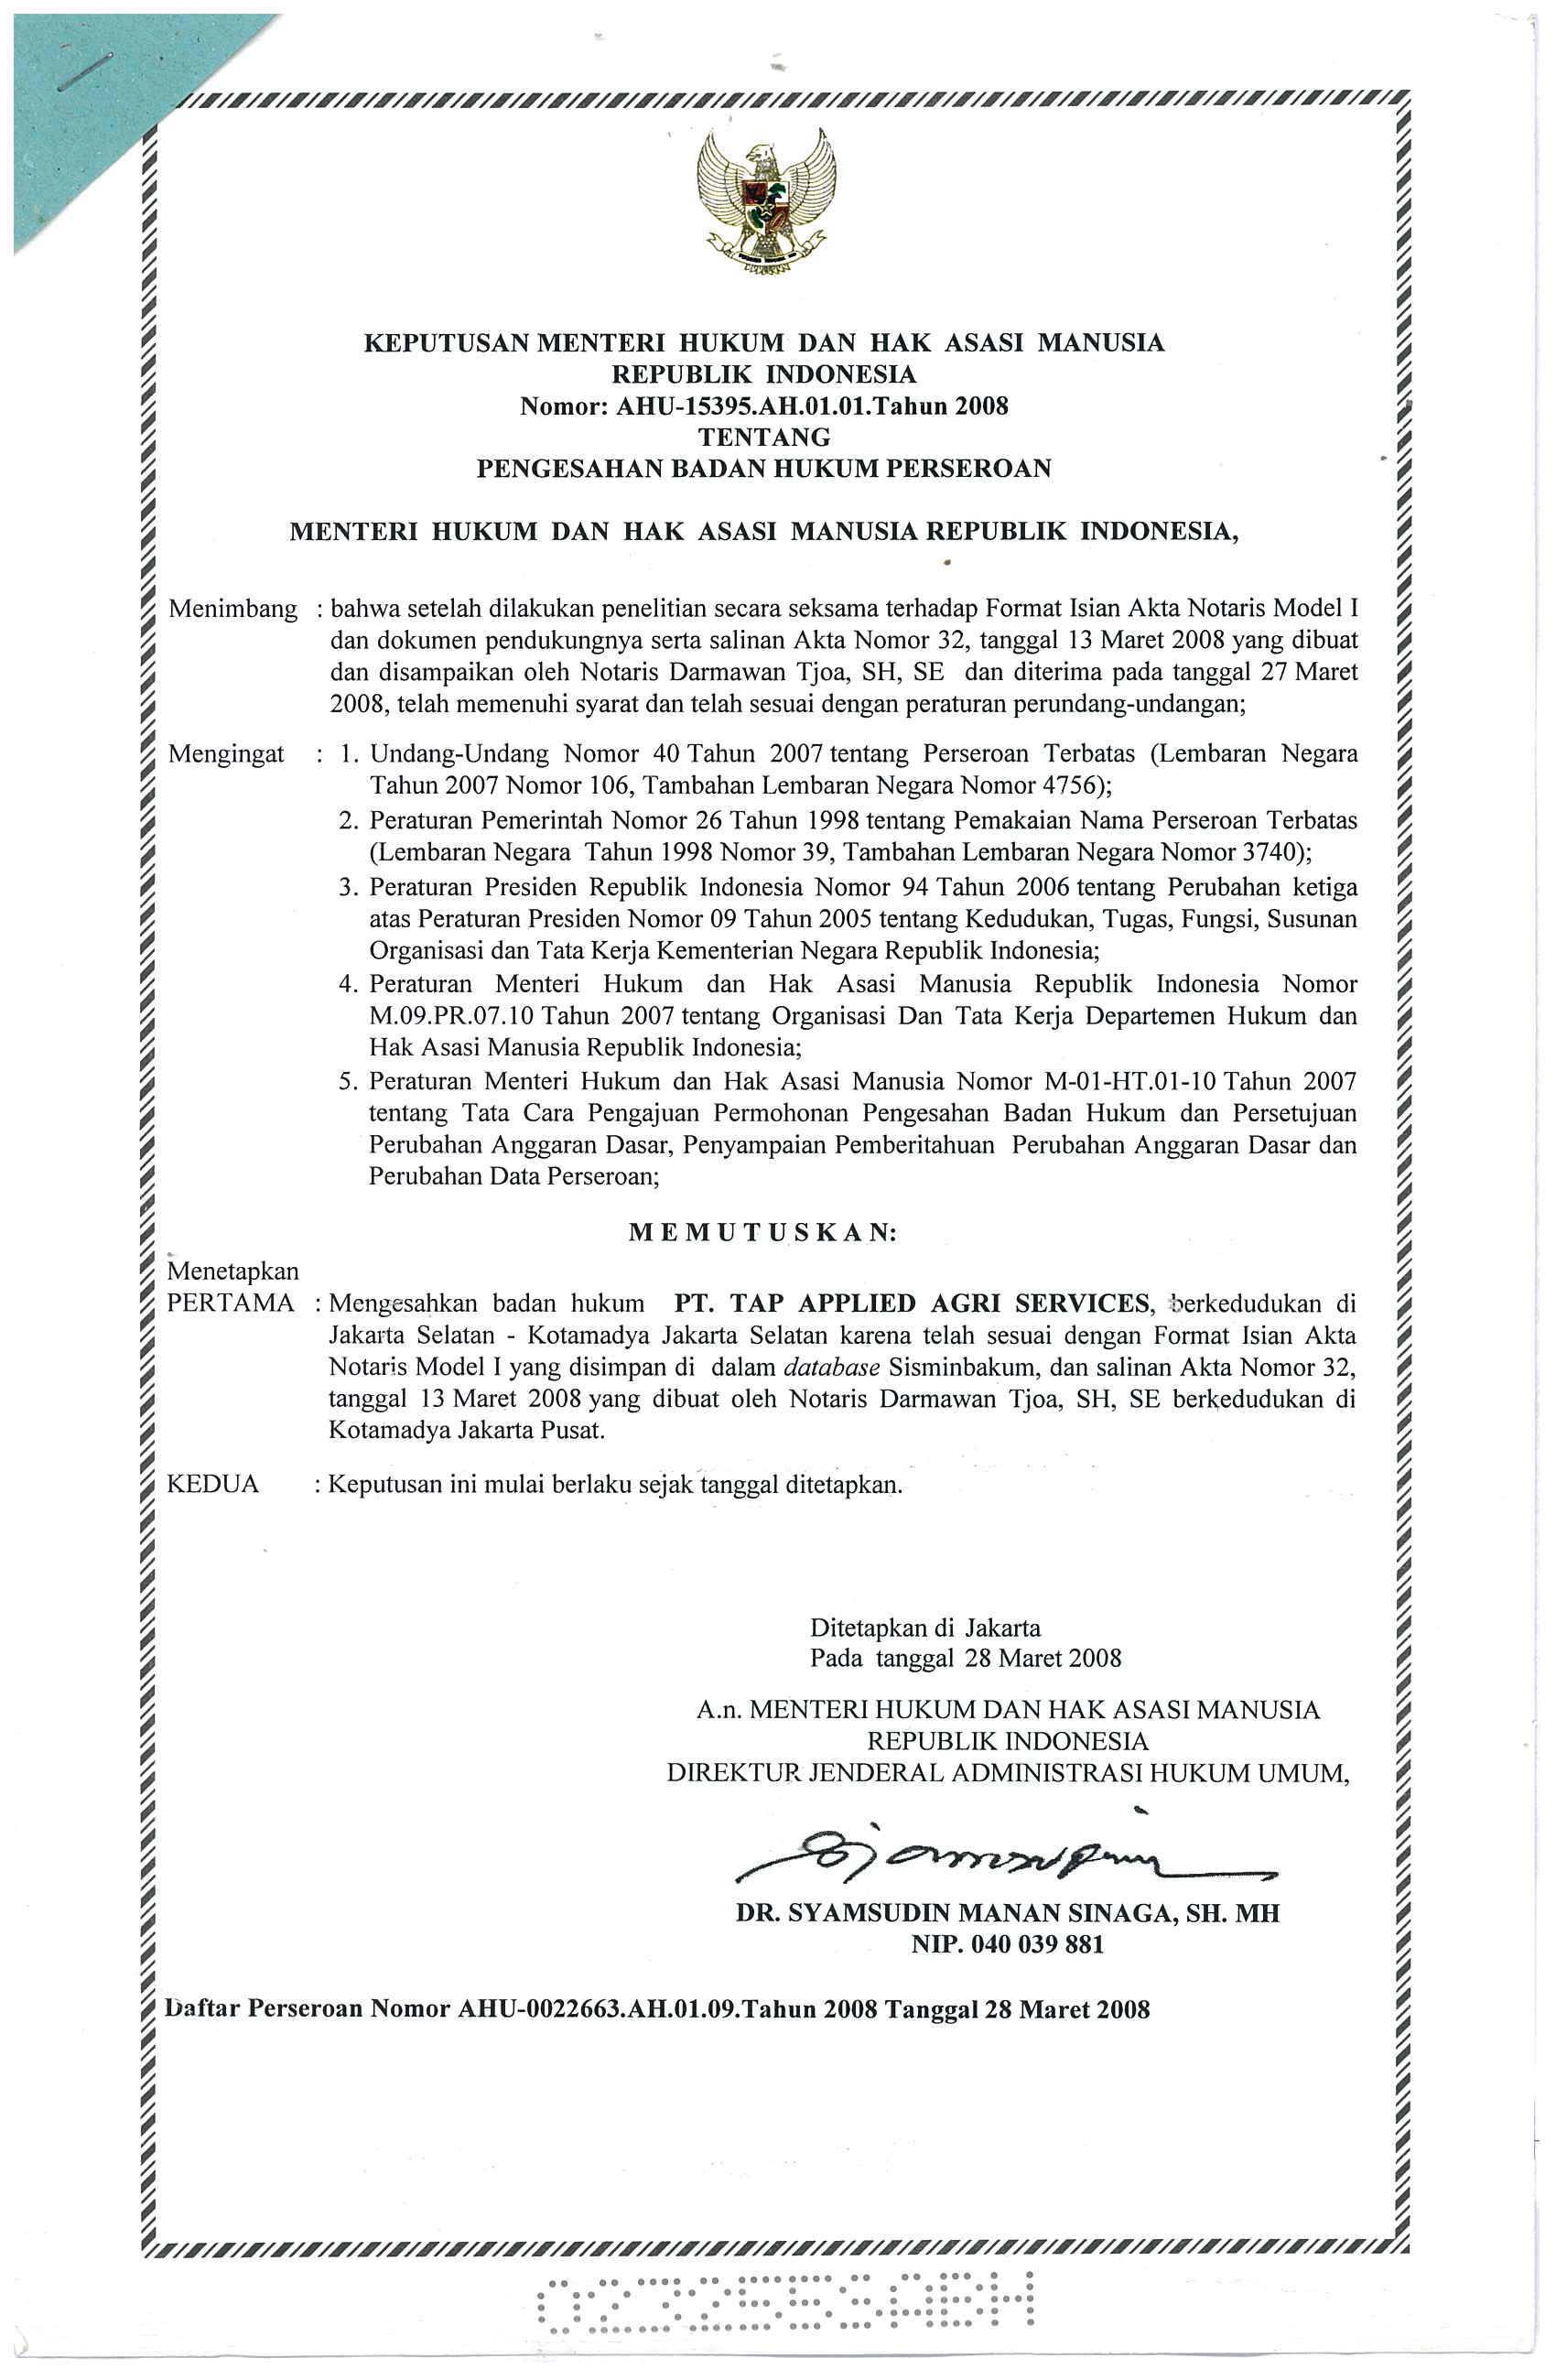 KEPUTUSAN MENTERI HUKUM DAN HAK ASASI MANUSIA
REPUBLIK INDONESIA
Nomor: AHU-15395.AH.01.01.Tahun 2008
TENTANG
PENGESAHAN BADAN HUKUM PERSEROAN
MENTERI HUKUM DAN HAK ASASI MANUSIA REPUBLIK INDONESIA,
Menimbang : bahwa setelah dilakukan penelitian secara seksama terhadap Format Isian Akta Notaris Model I
dan dokumen pendukungnya serta salinan Akta Nomor 32, tanggal 13 Maret 2008 yang dibuat
dan disampaikan oleh Notaris Darmawan Tjoa, SH, SE dan diterima pada tanggal 27 Maret
2008, telah memenuhi syarat dan telah sesuai dengan peraturan perundang-undangan;
Mengingat : 1. Undang-Undang Nomor 40 Tahun 2007 tentang Perseroan Terbatas (Lembaran Negara
Tahun 2007 Nomor 106, Tambahan Lembaran Negara Nomor 4756);
2. Peraturan Pemerintah Nomor 26 Tahun 1998 tentang Pemakaian Nama Perseroan Terbatas
(Lembaran Negara Tahun 1998 Nomor 39, Tambahan Lembaran Negara Nomor 3740);
3. Peraturan Presiden Republik Indonesia Nomor 94 Tahun 2006 tentang Perubahan ketiga
atas Peraturan Presiden Nomor 09 Tahun 2005 tentang Kedudukan, Tugas, Fungsi, Susunan
Organisasi dan Tata Kerja Kementerian Negara Republik Indonesia;
4. Peraturan Menteri Hukum dan Hak Asasi Manusia Republik Indonesia Nomor
M.09.PR.07.10 Tahun 2007 tentang Organisasi Dan Tata Kerja Departemen Hukum dan
Hak Asasi Manusia Republik Indonesia;
5. Peraturan Menteri Hukum dan Hak Asasi Manusia Nomor M-01-HT.01-10 Tahun 2007
tentang Tata Cara Pengajuan Permohonan Pengesahan Badan Hukum dan Persetujuan
Perubahan Anggaran Dasar, Penyampaian Pemberitahuan Perubahan Anggaran Dasar dan
Perubahan Data Perseroan;
M E M U T U S K A N:
Menetapkan
PERTAMA : Mengesahkan badan hukum PT. TAP APPLIED AGRI SERVICES, berkedudukan di
Jakarta Selatan - Kotamadya Jakarta Selatan karena telah sesuai dengan Format Isian Akta
Notaris Model I yang disimpan di dalam database Sisminbakum, dan salinan Akta Nomor 32,
tanggal 13 Maret 2008 yang dibuat oleh Notaris Darmawan Tjoa, SH, SE berkedudukan di
Kotamadya Jakarta Pusat.
KEDUA : Keputusan ini mulai berlaku sejak tanggal ditetapkan.
Ditetapkan di Jakarta
Pada tanggal 28 Maret 2008
A.n. MENTERI HUKUM DAN HAK ASASI MANUSIA
REPUBLIK INDONESIA
DIREKTUR JENDERAL ADMINISTRASI HUKUM UMUM,
DR. SYAMSUDIN MANAN SINAGA, SH. MH
NIP. 040 039 881
Daftar Perseroan Nomor AHU-0022663.AH.01.09.Tahun 2008 Tanggal 28 Maret 2008